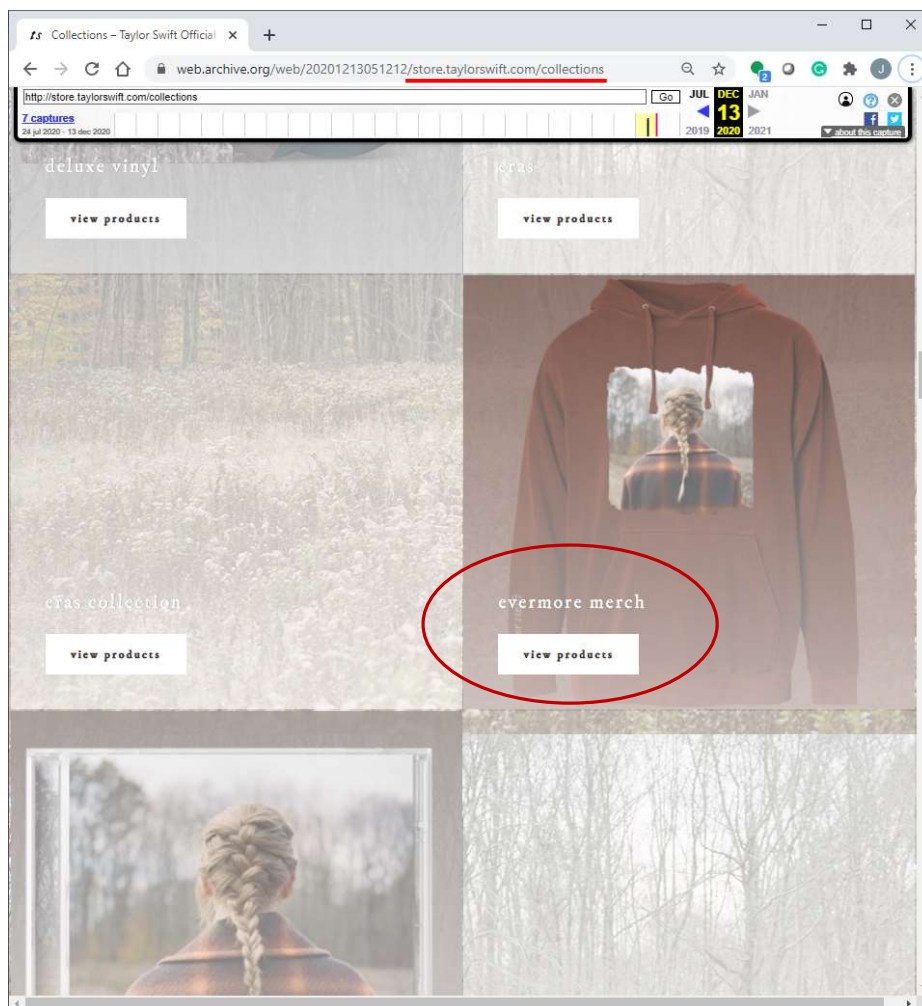 ts Collections – Taylor Swift Official
web.archive.org/web/20201213051212/store.taylorswift.com/collections
2
J
http://store.taylorswift.com/collections Go JUL DEC JAN
7 captures 13
24 jul 2020 - 13 dec 2020 2019 2020 2021 about this capture
deluxe vinyl eras
view products view products
eras collection evermore merch
view products view products